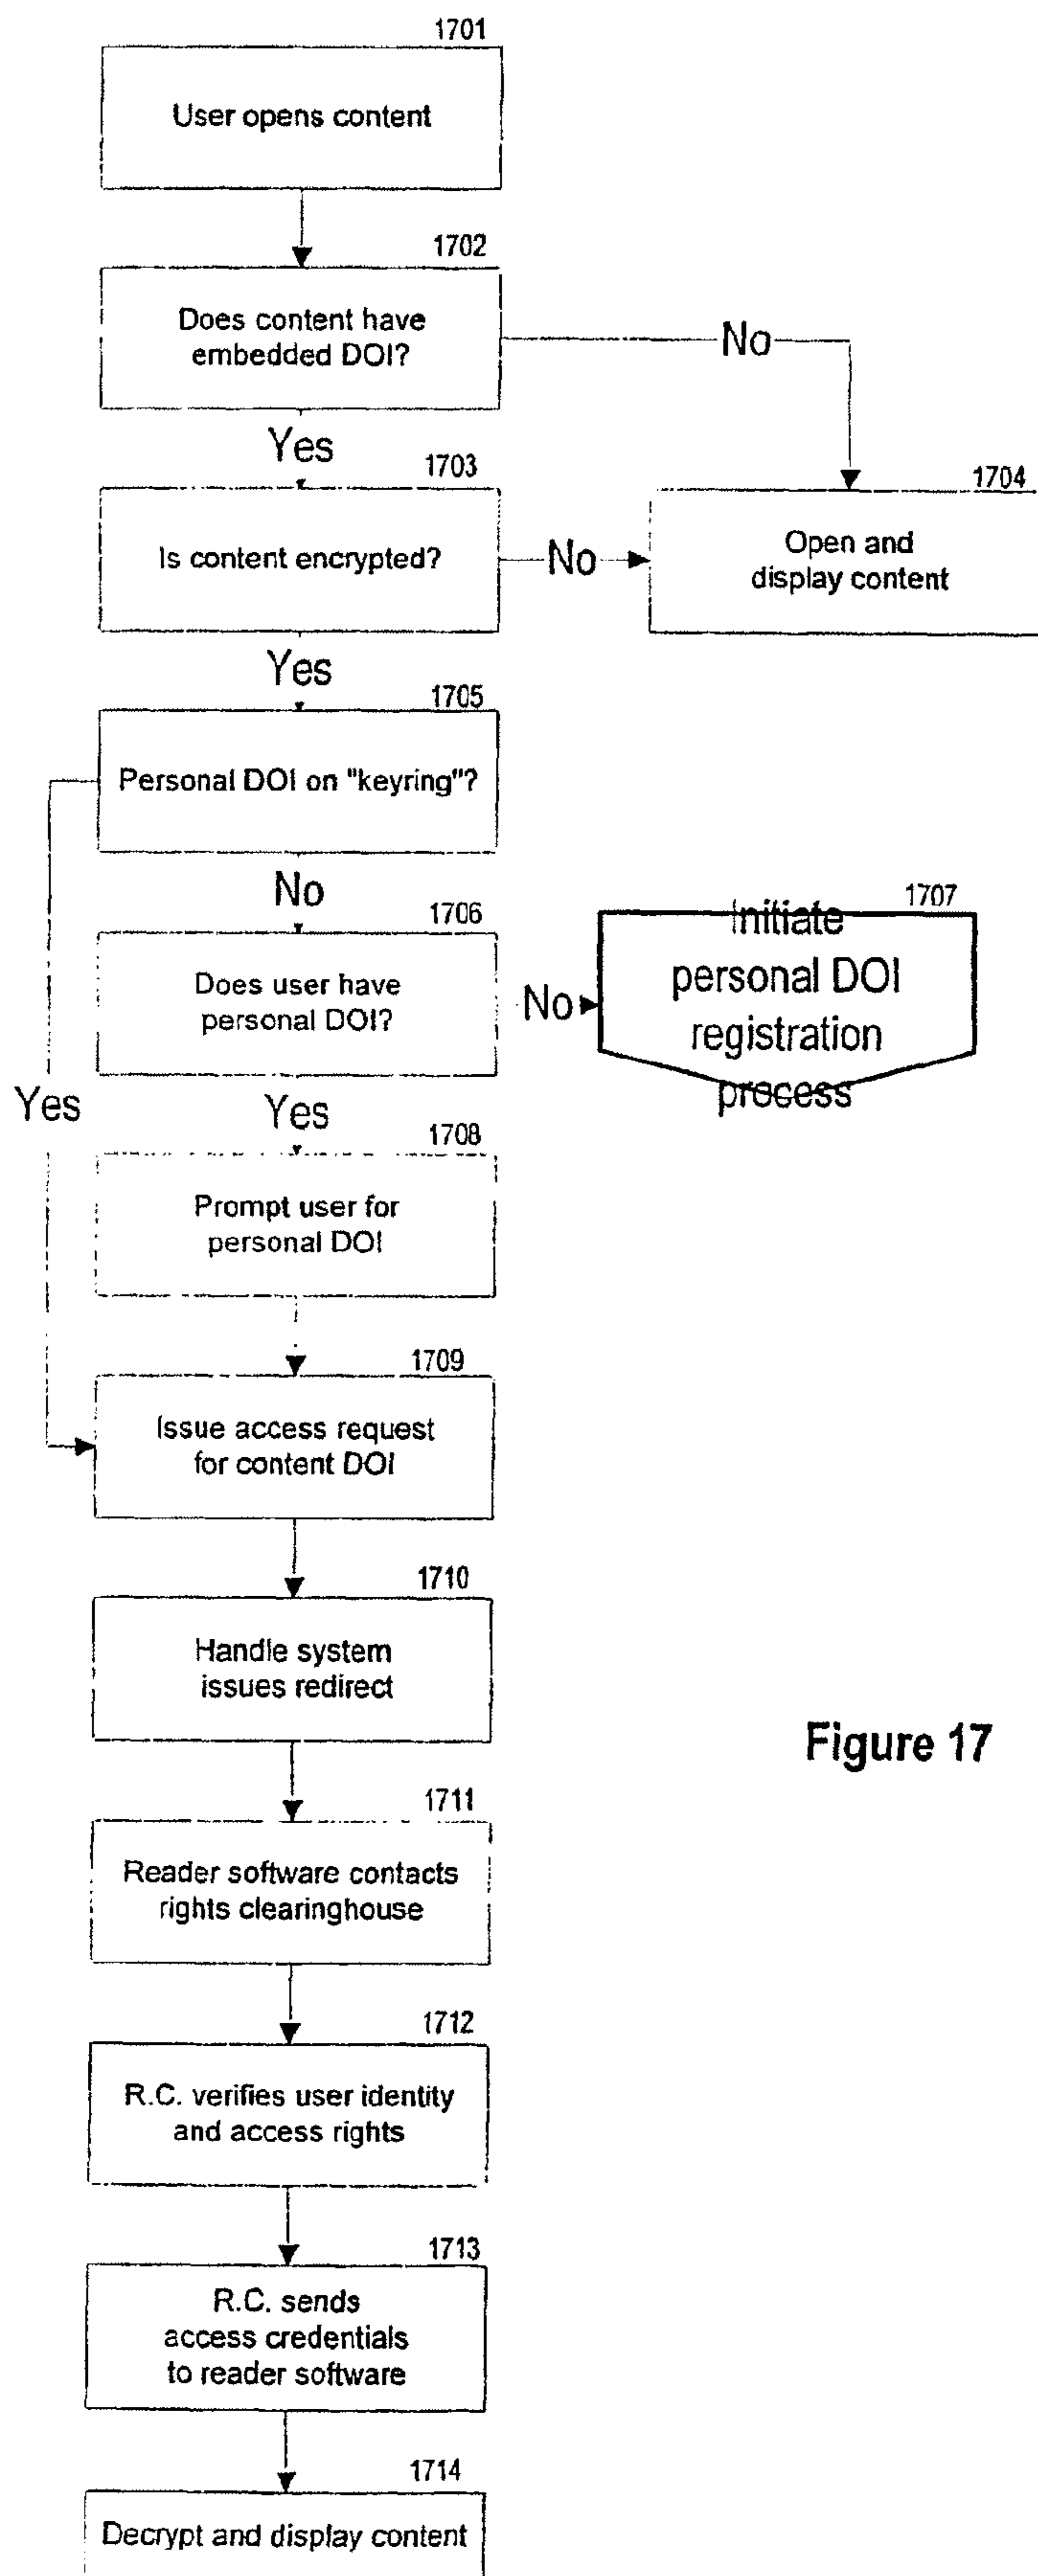 1701
User opens content
1702
Does content have
embedded DOI?
No
Yes
1703
Is content encrypted?
No
1704
Open and
display content
Yes
1705
Personal DOI on "keyring"?
No
1706
Does user have
personal DOI?
No
1707
Initiate
personal DOI
registration
process
Yes
Yes
1708
Prompt user for
personal DOI
1709
Issue access request
for content DOI
1710
Handle system
issues redirect
Figure 17
1711
Reader software contacts
rights clearinghouse
1712
R.C. verifies user identity
and access rights
1713
R.C. sends
access credentials
to reader software
1714
Decrypt and display content